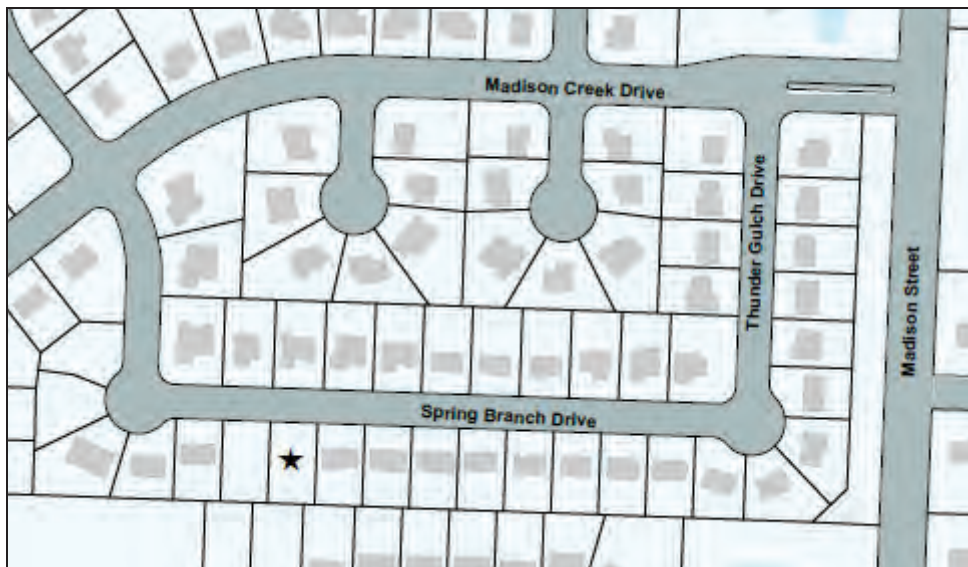 Madison Creek Drive
Thunder Gulch Drive
Madison Street
Spring Branch Drive